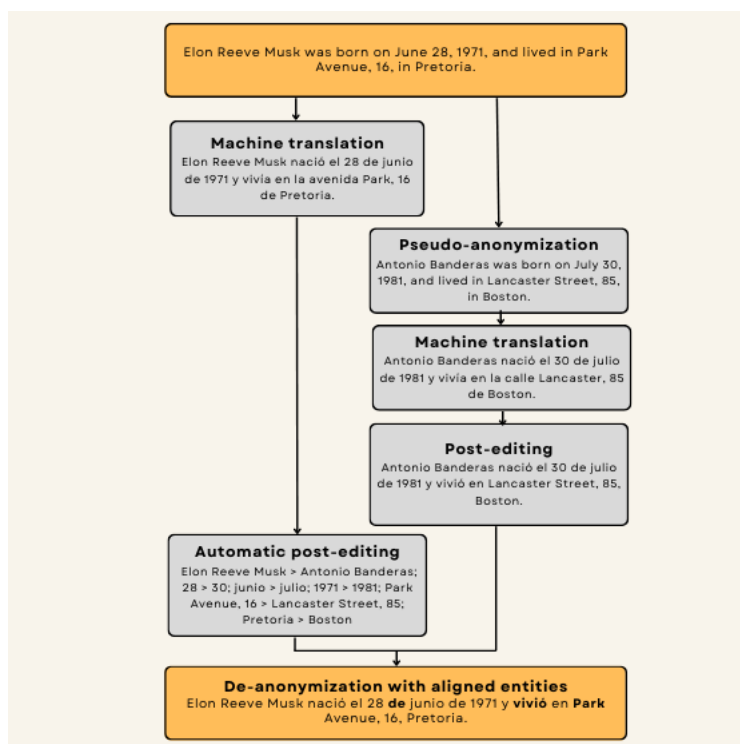 Elon Reeve Musk was born on June 28, 1971, and lived in Park
Avenue, 16, in Pretoria.
Machine translation
Elon Reeve Musk nació el 28 de junio
de 1971 y vivía en la avenida Park, 16
de Pretoria.
Pseudo-anonymization
Antonio Banderas was born on July 30,
1981, and lived in Lancaster Street, 85,
in Boston.
Machine translation
Antonio Banderas nació el 30 de julio
de 1981 y vivía en la calle Lancaster, 85
de Boston.
Post-editing
Antonio Banderas nació el 30 de julio
de 1981 y vivió en Lancaster Street, 85,
Boston.
Automatic post-editing
Elon Reeve Musk > Antonio Banderas;
28 > 30; junio > julio; 1971 > 1981; Park
Avenue, 16 > Lancaster Street, 85;
Pretoria > Boston
De-anonymization with aligned entities
Elon Reeve Musk nació el 28 de junio de 1971 y vivió en Park
Avenue, 16, Pretoria.